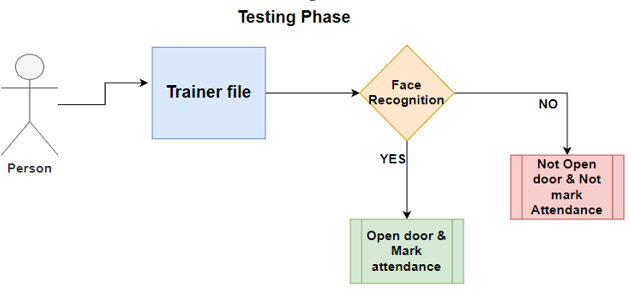 Testing Phase
Trainer file
Face
Recognition
NO
Person
YES
Not Open
door & Not
mark
Attendance
Open door &
Mark
attendance